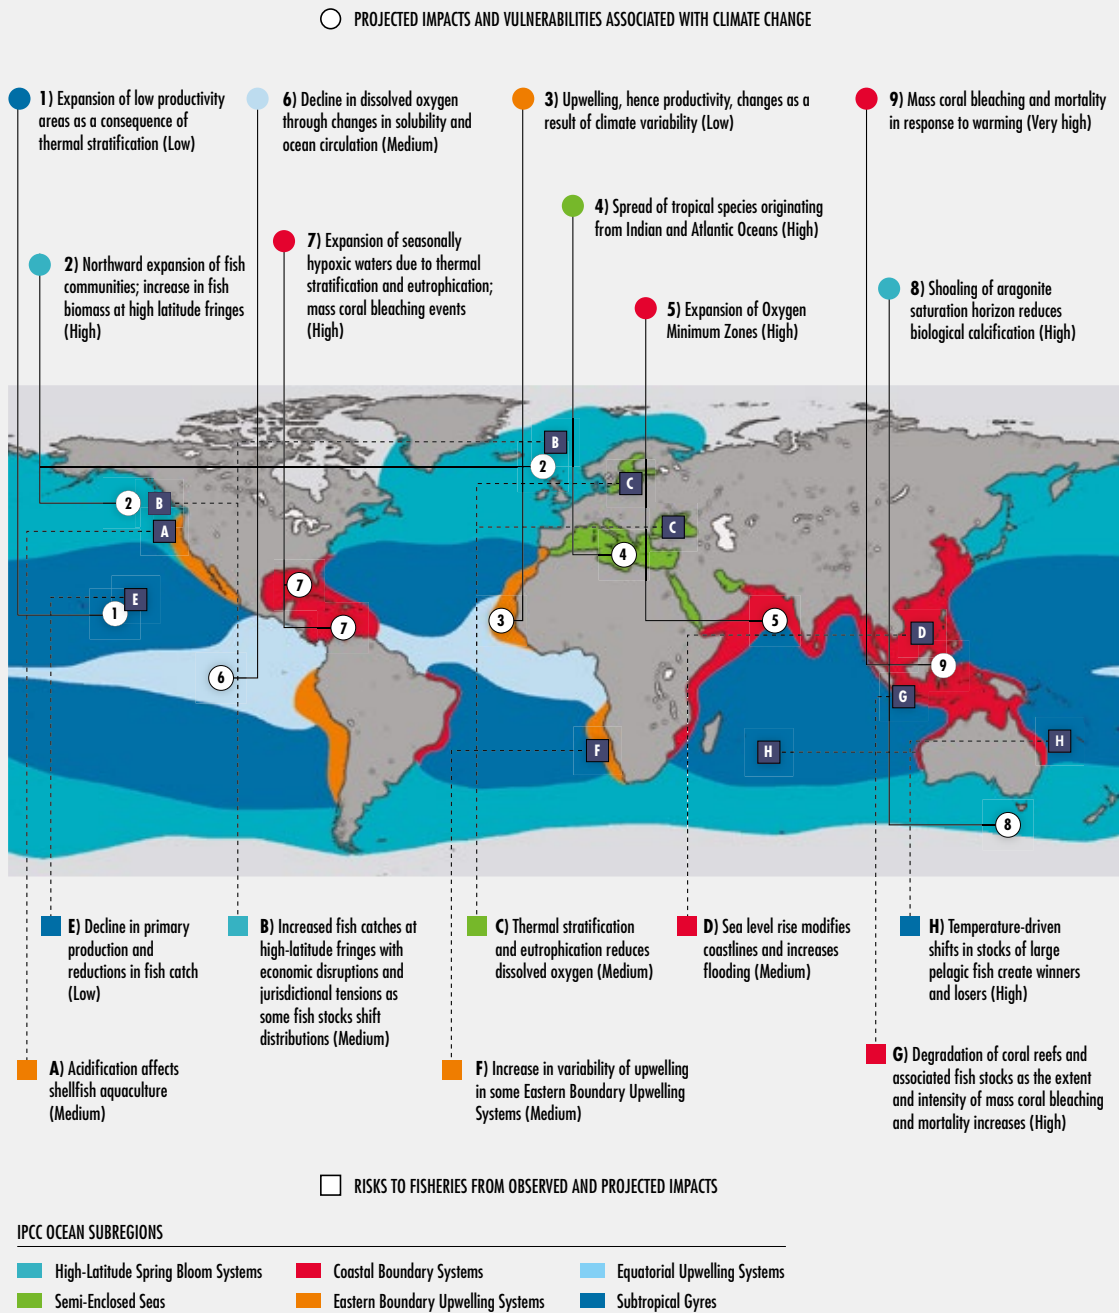 PROJECTED IMPACTS AND VULNERABILITIES ASSOCIATED WITH CLIMATE CHANGE
1) Expansion of low productivity
areas as a consequence of
thermal stratification (Low)
6) Decline in dissolved oxygen
through changes in solubility and
ocean circulation (Medium)
3) Upwelling, hence productivity, changes as a
result of climate variability (Low)
9) Mass coral bleaching and mortality
in response to warming (Very high)
4) Spread of tropical species originating
from Indian and Atlantic Oceans (High)
7) Expansion of seasonally
hypoxic waters due to thermal
stratification and eutrophication;
mass coral bleaching events
(High)
2) Northward expansion of fish
communities; increase in fish
biomass at high latitude fringes
(High)
8) Shoaling of aragonite
saturation horizon reduces
biological calcification (High)
5) Expansion of Oxygen
Minimum Zones (High)
B
2
C
2
B
A
C
4
7
E
1
3
5
7
D
9
6
G
F
H
H
8
E) Decline in primary
production and
reductions in fish catch
(Low)
B) Increased fish catches at
high-latitude fringes with
economic disruptions and
jurisdictional tensions as
some fish stocks shift
distributions (Medium)
C) Thermal stratification
and eutrophication reduces
dissolved oxygen (Medium)
D) Sea level rise modifies
coastlines and increases
flooding (Medium)
H) Temperature-driven
shifts in stocks of large
pelagic fish create winners
and losers (High)
A) Acidification affects
shellfish aquaculture
(Medium)
F) Increase in variability of upwelling
in some Eastern Boundary Upwelling
Systems (Medium)
G) Degradation of coral reefs and
associated fish stocks as the extent
and intensity of mass coral bleaching
and mortality increases (High)
RISKS TO FISHERIES FROM OBSERVED AND PROJECTED IMPACTS
IPCC OCEAN SUBREGIONS
High-Latitude Spring Bloom Systems
Coastal Boundary Systems
Equatorial Upwelling Systems
Semi-Enclosed Seas
Eastern Boundary Upwelling Systems
Subtropical Gyres